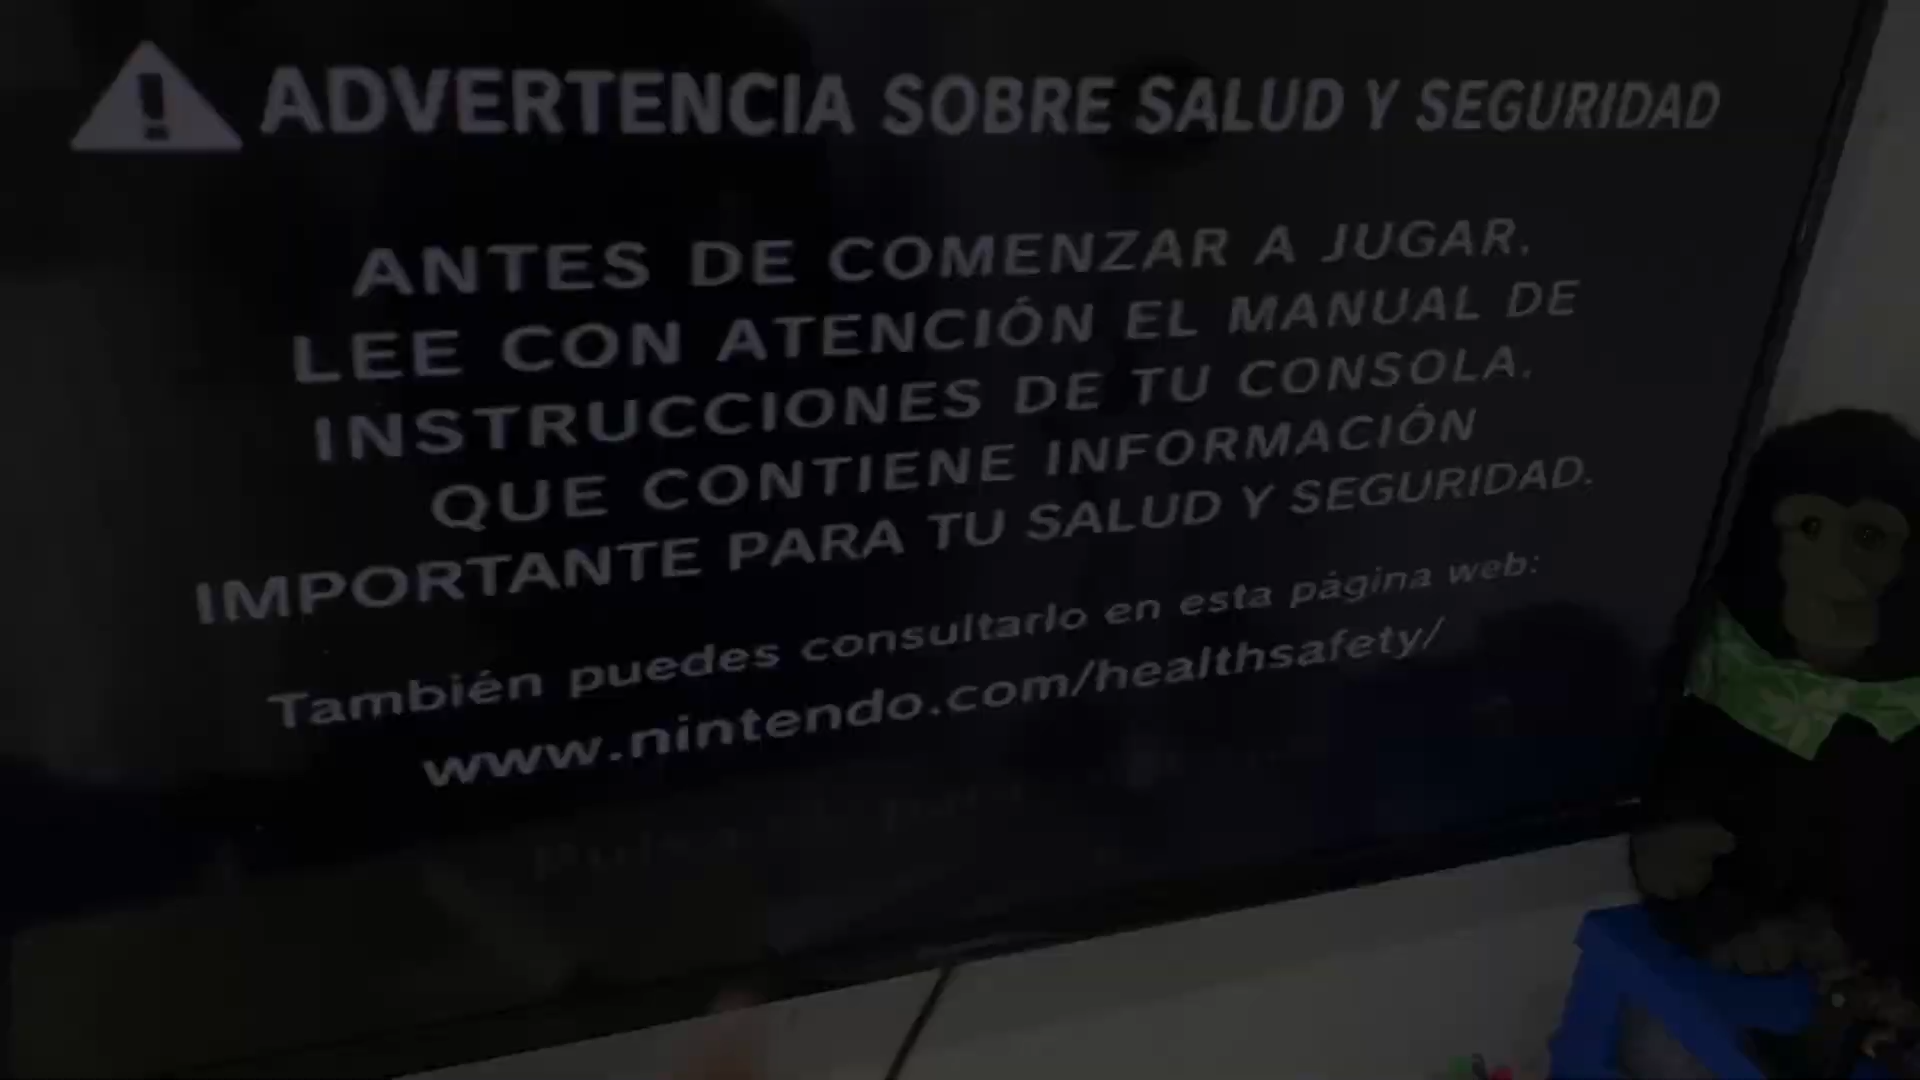 ADVERTENCIA SOBRE SALUD Y SEGURIDAD
ANTES DE COMENZAR A JUGAR,
LEE CON ATENCIÓN EL MANUAL DE
INSTRUCCIONES DE TU CONSOLA,
QUE CONTIENE INFORMACIÓN
IMPORTANTE PARA TU SALUD Y SEGURIDAD.
También puedes consultarlo en esta página web:
www.nintendo.com/healthsafety/